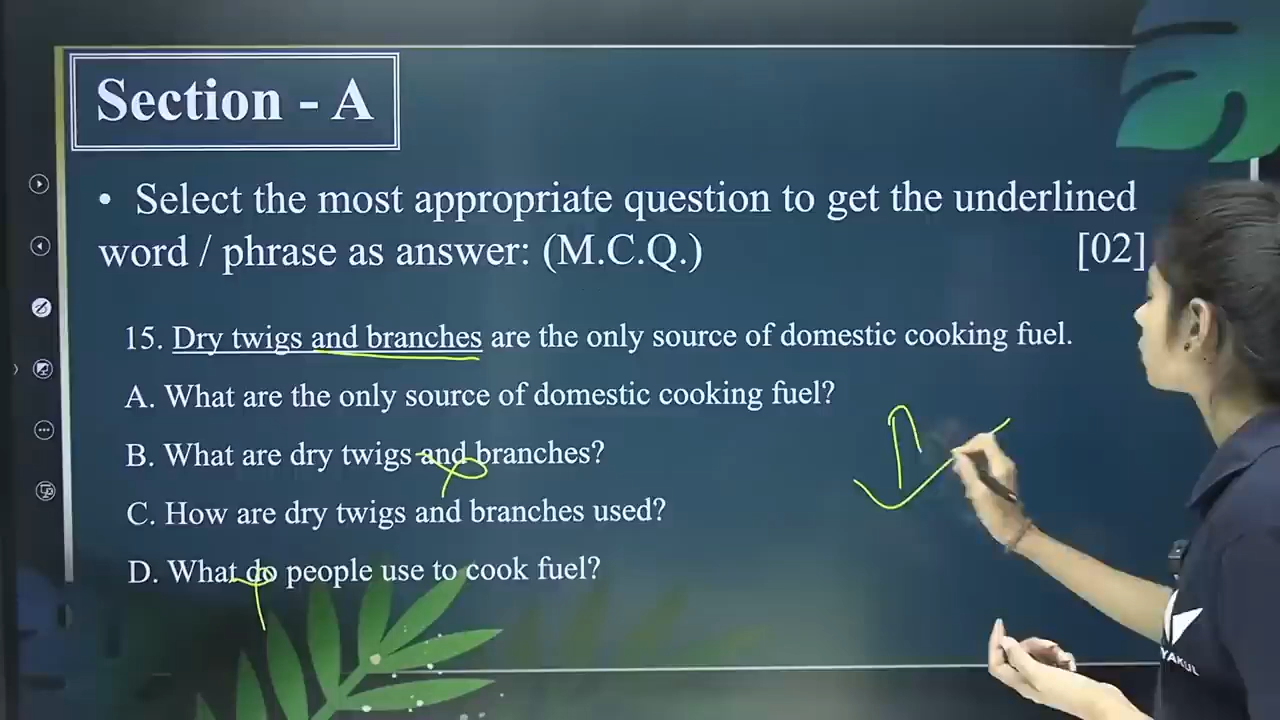 Section - A
• Select the most appropriate question to get the underlined
word / phrase as answer: (M.C.Q.) [02]
15. Dry twigs and branches are the only source of domestic cooking fuel.
A. What are the only source of domestic cooking fuel?
B. What are dry twigs and branches?
C. How are dry twigs and branches used?
D. What do people use to cook fuel?
YAKUL